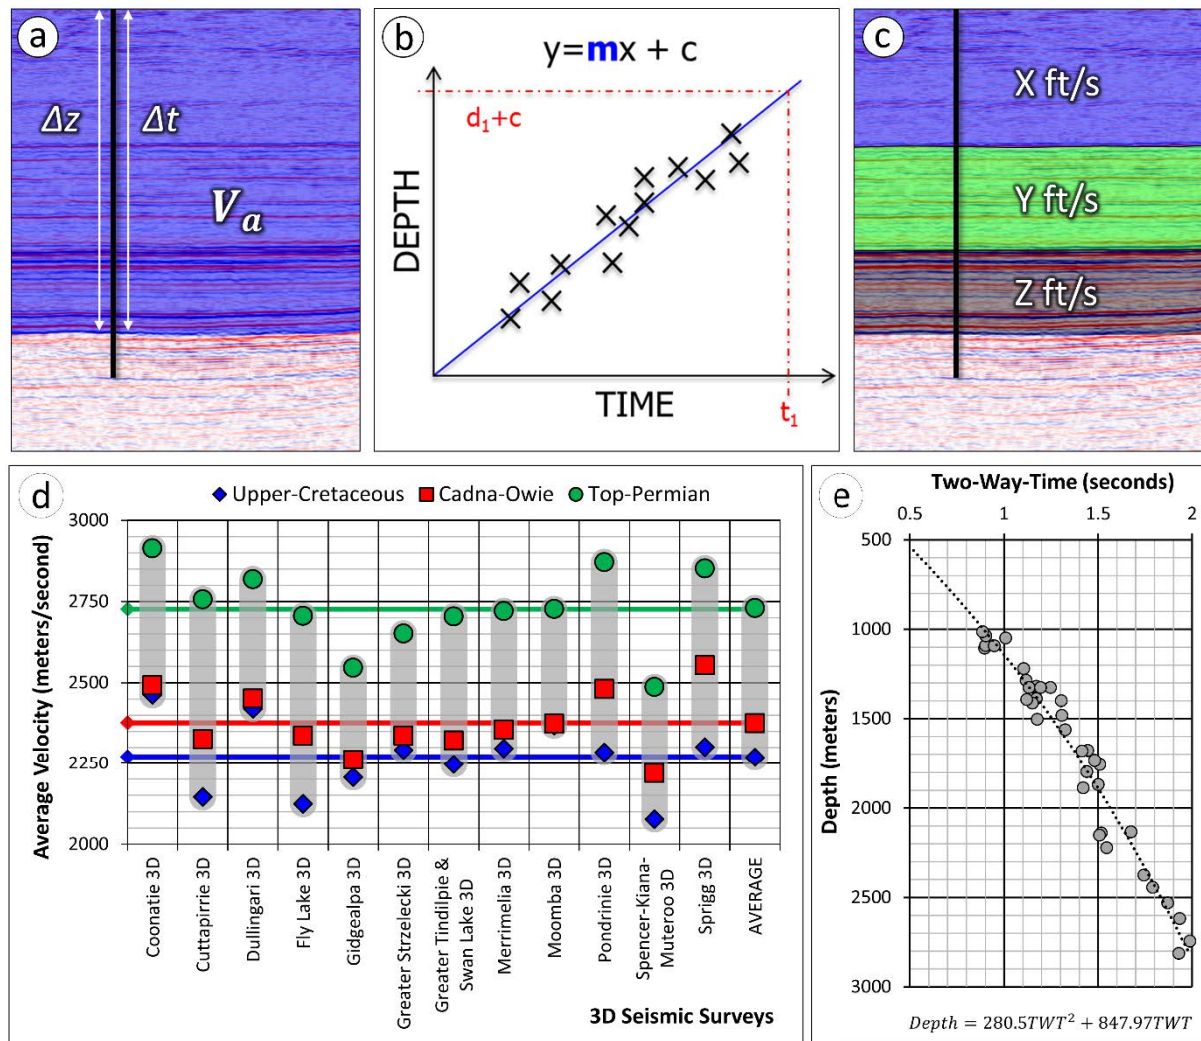 a
Δz
Δt
Va
b
y=mx + c
d1+c
DEPTH
TIME
t1
c
X ft/s
Y ft/s
Z ft/s
d
Upper-Cretaceous
Cadna-Owie
Top-Permian
Average Velocity (meters/second)
3000
2750
2500
2250
2000
Coonatie 3D
Cuttapirrie 3D
Dullingari 3D
Fly Lake 3D
Gidgealpa 3D
Greater Strzelecki 3D
Greater Tindilpie &
Swan Lake 3D
Merrimelia 3D
Moomba 3D
Pondrinie 3D
Spencer-Kiana-
Muteroo 3D
Sprigg 3D
AVERAGE
3D Seismic Surveys
e
Two-Way-Time (seconds)
0.5 1 1.5 2
Depth (meters)
500
1000
1500
2000
2500
3000
Depth = 280.5TWT² + 847.97TWT